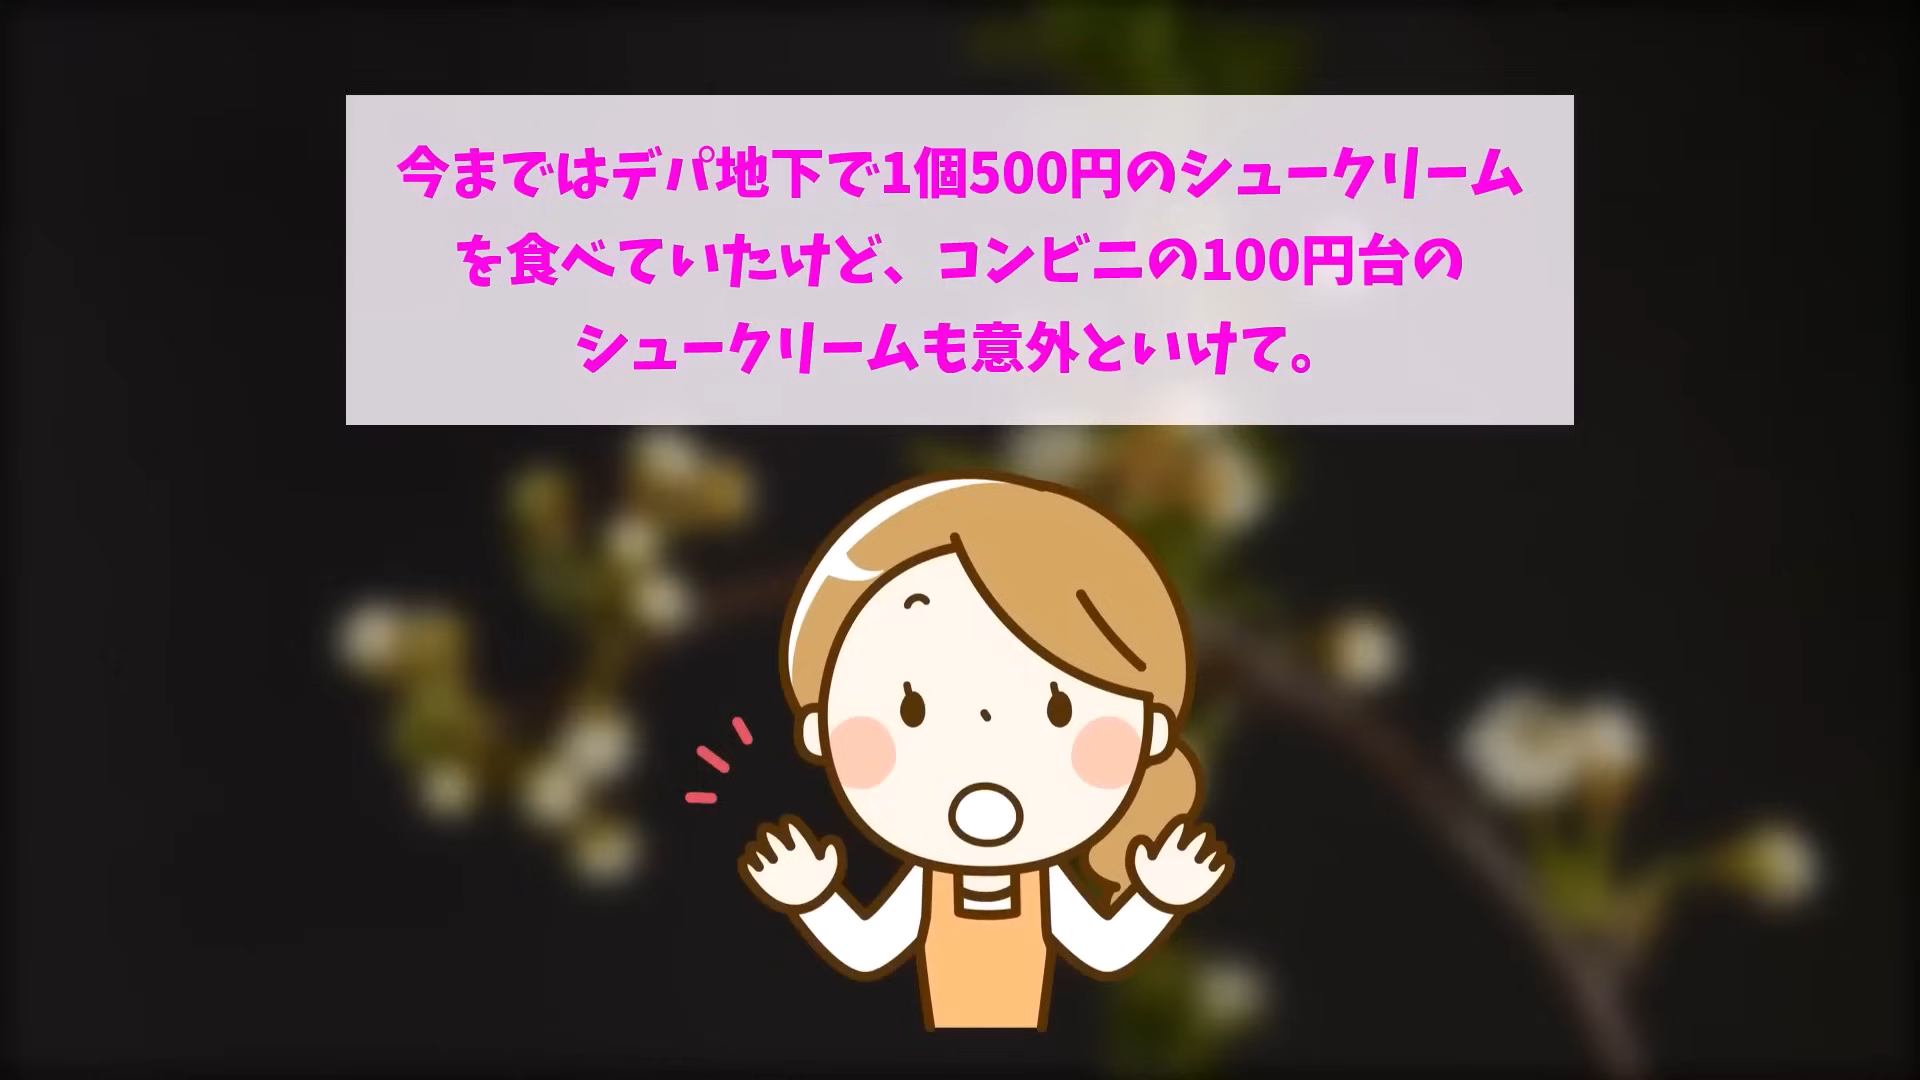 今まではデパ地下で1個500円のシュークリーム
を食べていたけど、コンビニの100円台の
シュークリームも意外といけて。